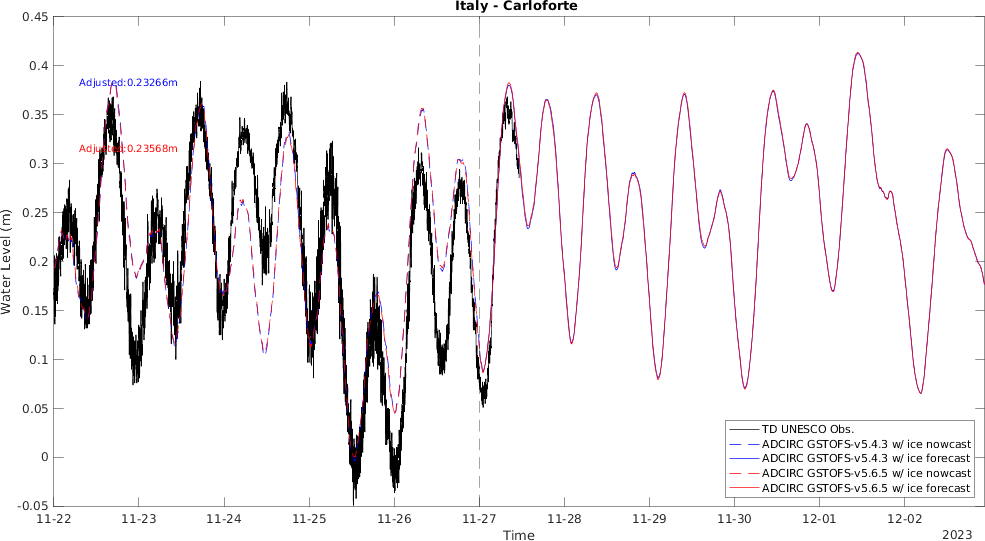 Italy - Carloforte
Water Level (m)
0.45
0.4
0.35
0.3
0.25
0.2
0.15
0.1
0.05
0
-0.05
Adjusted:0.23266m
Adjusted:0.23568m
TD UNESCO Obs.
ADCIRC GSTOFS-v5.4.3 w/ ice nowcast
ADCIRC GSTOFS-v5.4.3 w/ ice forecast
ADCIRC GSTOFS-v5.6.5 w/ ice nowcast
ADCIRC GSTOFS-v5.6.5 w/ ice forecast
11-22 11-23 11-24 11-25 11-26 11-27 11-28 11-29 11-30 12-01 12-02
Time
2023